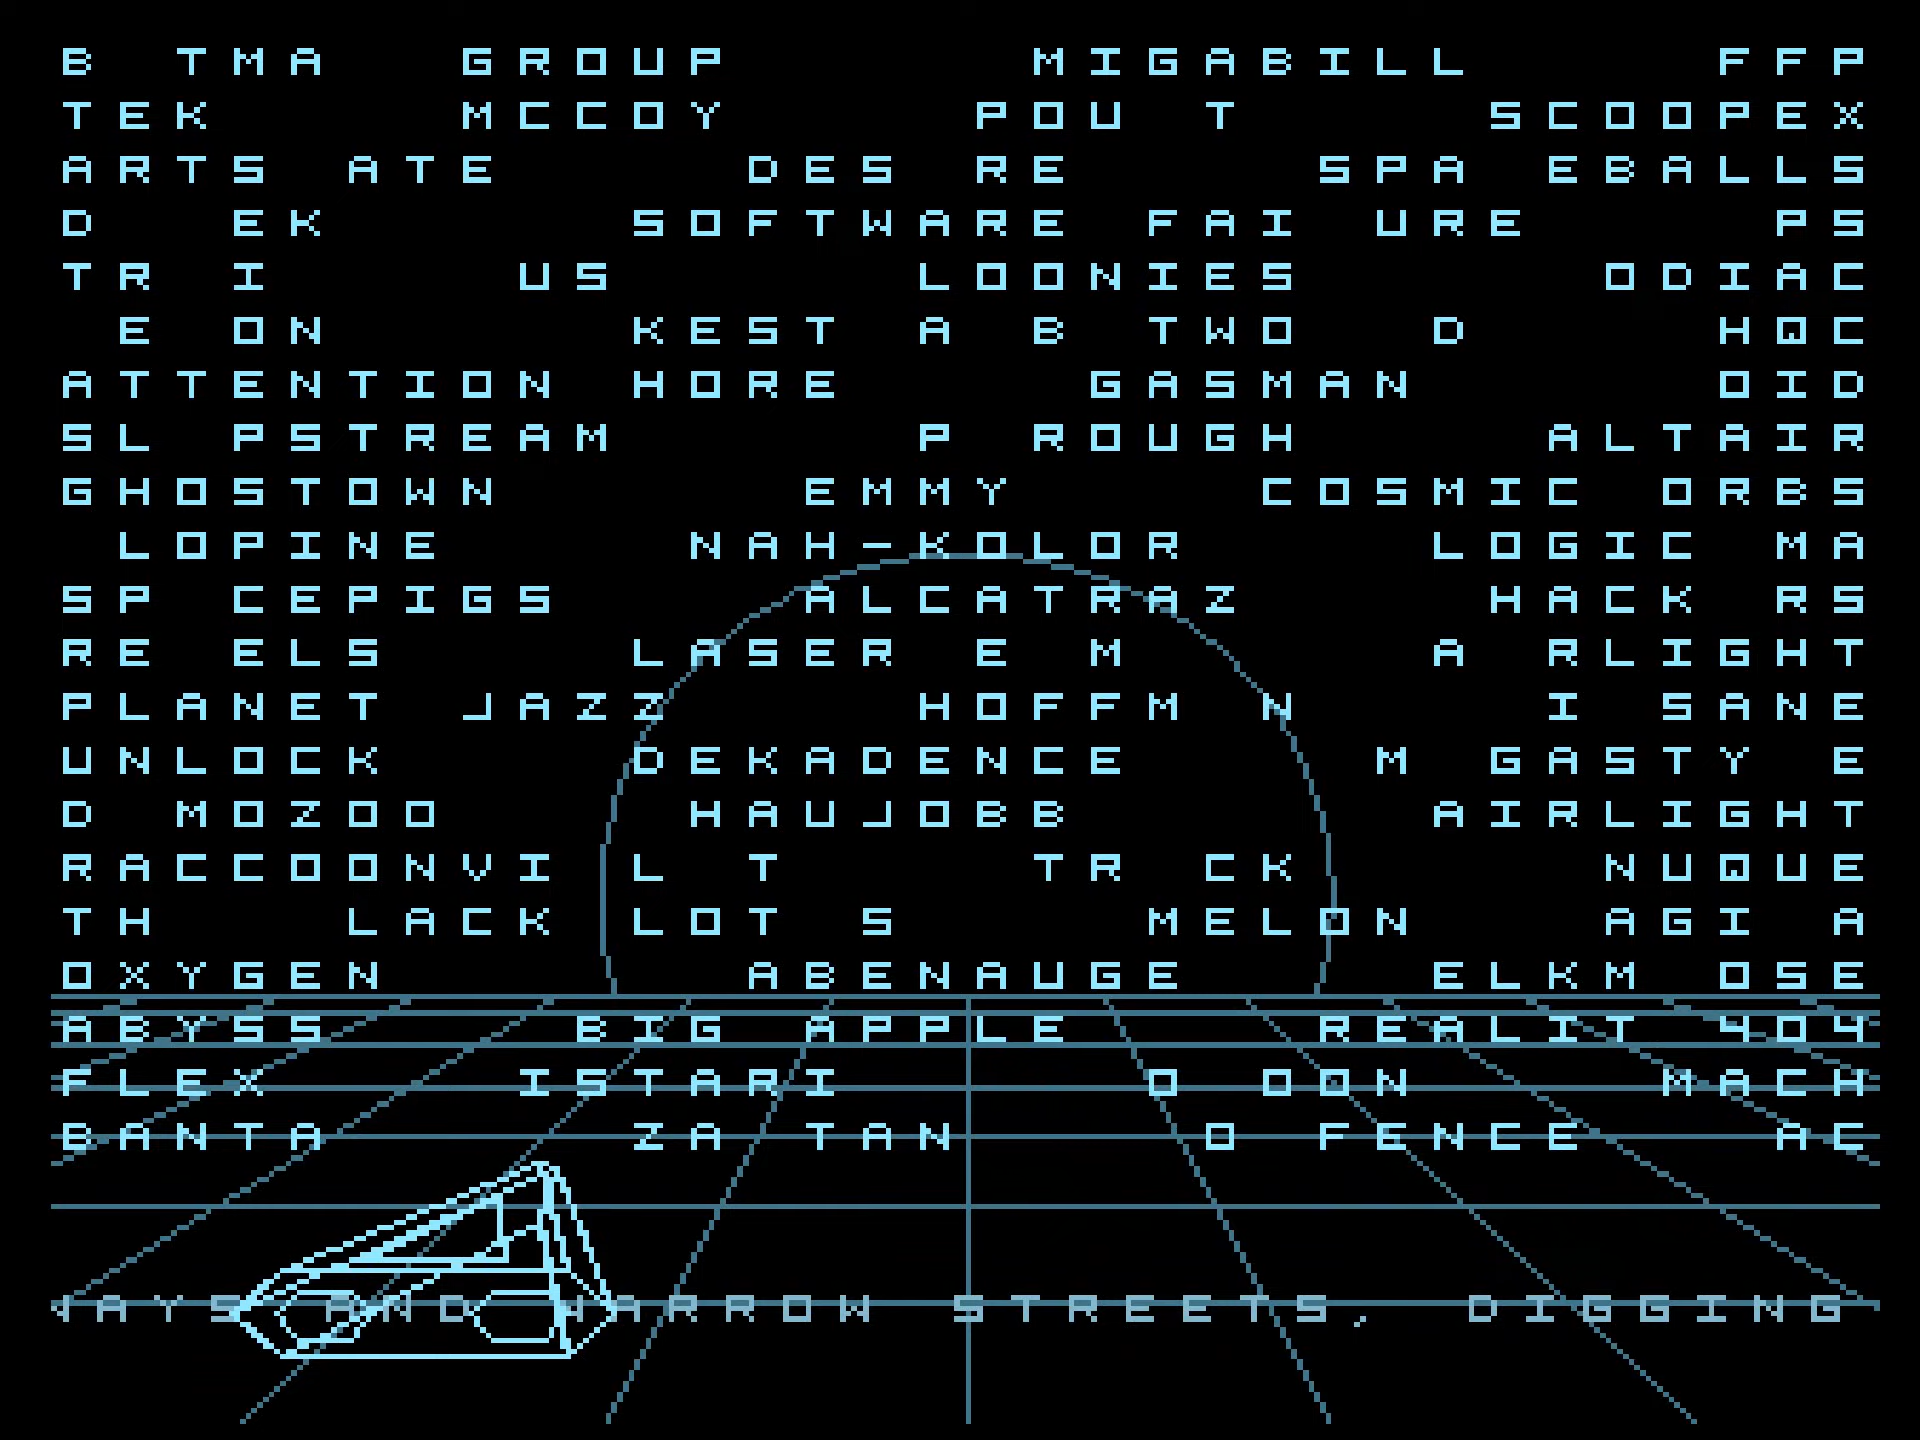 B TMA GROUP MIGABILL FFP
TEK MCCOY POU T SCOOPEX
ARTS ATE DES RE SPA EBALLS
D EK SOFTWARE FAI URE PS
TR I US LOONIES ODIAC
E ON KEST A B TWO D HQC
ATTENTION HORE GASMAN OID
SL PSTREAM P ROUGH ALTAIR
GHOSTOWN EMMY COSMIC ORBS
LOPINE NAH-KOLOR LOGIC MA
SP CEPIGS ALCATRAZ HACK RS
RE ELS LASER E M A RLIGHT
PLANET JAZZ HOFFM N I SANE
UNLOCK DEKADENCE M GASTY E
D MOZOO HAUJOBB AIRLIGHT
RACCOONVI L T TR CK NUQUE
TH LACK LOT S MELON AGI A
OXYGEN ABENAUGE ELKM OSE
ABYSS BIG APPLE REALIT 404
FLEX ISTARI O OON MACH
BANTA ZA TAN O FENCE AC
WAYS AND NARROW STREETS, DIGGING